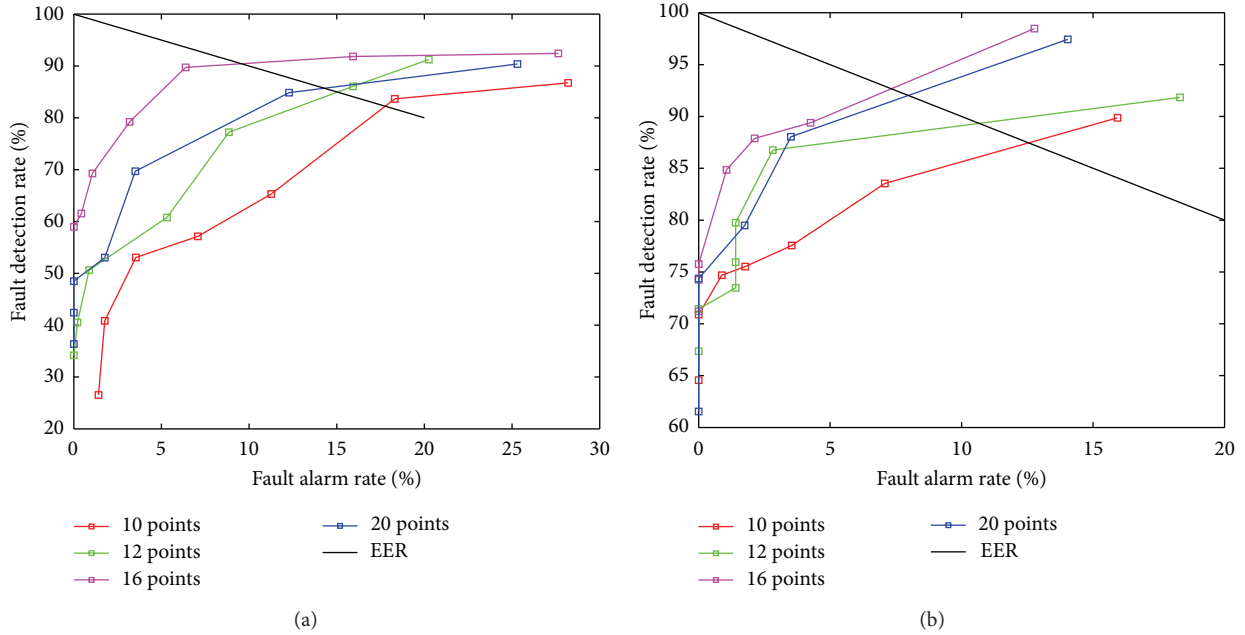 100
90
80
70
60
50
40
30
20
0
5
10
15
20
25
30
Fault detection rate (%)
Fault alarm rate (%)
10 points
12 points
16 points
20 points
EER
(a)
100
95
90
85
80
75
70
65
60
0
5
10
15
20
Fault detection rate (%)
Fault alarm rate (%)
10 points
12 points
16 points
20 points
EER
(b)